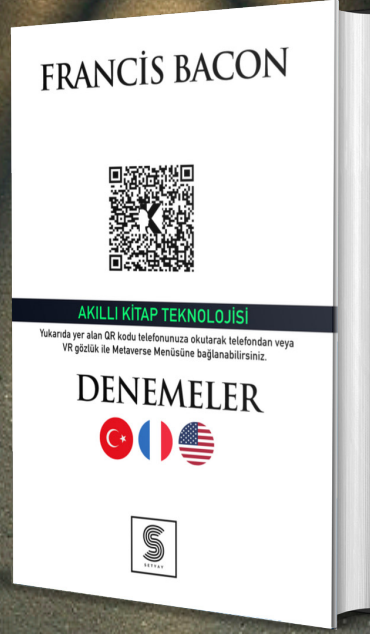 FRANCİS BACON
AKILLI KİTAP TEKNOLOJİSİ
Yukarıda yer alan QR kodu telefonunuza okutarak telefondan veya
VR gözlük ile Metaverse Menüsüne bağlanabilirsiniz.
DENEMELER
SEYYAY